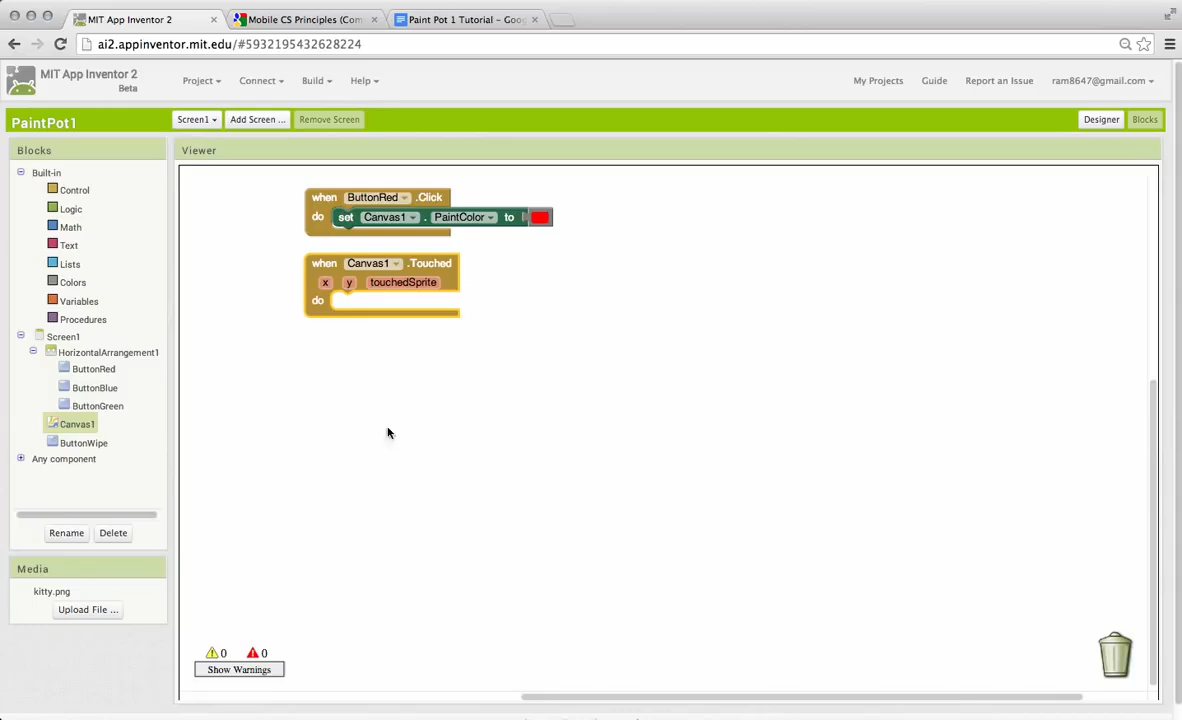 MIT App Inventor 2
Mobile CS Principles (Com
Paint Pot 1 Tutorial – Goog
ai2.appinventor.mit.edu/#5932195432628224
MIT App Inventor 2
Beta
Project
Connect
Build
Help
My Projects
Guide
Report an Issue
ram8647@gmail.com
PaintPot1
Screen1
Add Screen ...
Remove Screen
Designer
Blocks
Blocks
Viewer
Built-in
Control
Logic
Math
Text
Lists
Colors
Variables
Procedures
Screen1
HorizontalArrangement1
ButtonRed
ButtonBlue
ButtonGreen
Canvas1
ButtonWipe
Any component
Rename
Delete
Media
kitty.png
Upload File ...
when ButtonRed .Click
do set Canvas1 . PaintColor to
when Canvas1 .Touched
x y touchedSprite
do
0 0
Show Warnings